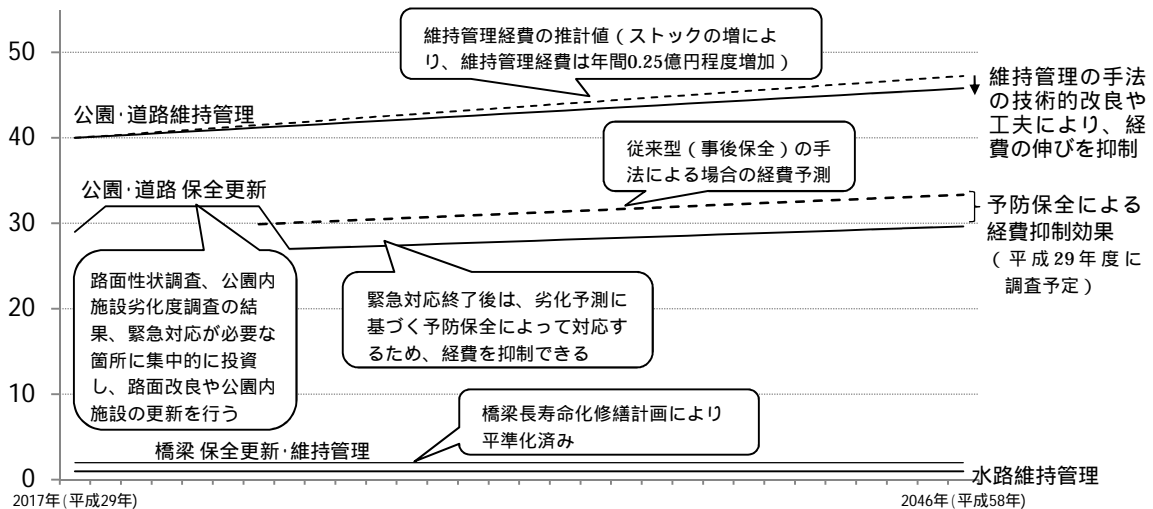 50
40
30
20
10
0
維持管理経費の推計値（ストックの増によ
り、維持管理経費は年間0.25億円程度増加）
公園･道路維持管理
維持管理の手法
の技術的改良や
工夫により、経
費の伸びを抑制
従来型（事後保全）の手
法による場合の経費予測
公園･道路 保全更新
予防保全による
経費抑制効果
（平成29年度に
調査予定）
路面性状調査、公園内
施設劣化度調査の結
果、緊急対応が必要な
箇所に集中的に投資
し、路面改良や公園内
施設の更新を行う
緊急対応終了後は、劣化予測に
基づく予防保全によって対応す
るため、経費を抑制できる
橋梁長寿命化修繕計画により
平準化済み
橋梁 保全更新･維持管理
水路維持管理
2017年(平成29年)
2046年(平成58年)